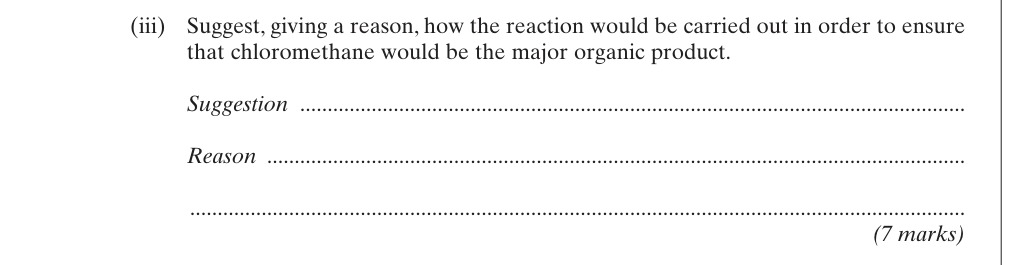 (iii) Suggest, giving a reason, how the reaction would be carried out in order to ensure
that chloromethane would be the major organic product.
Suggestion ........................................................................................................................
Reason ..............................................................................................................................
............................................................................................................................................
(7 marks)